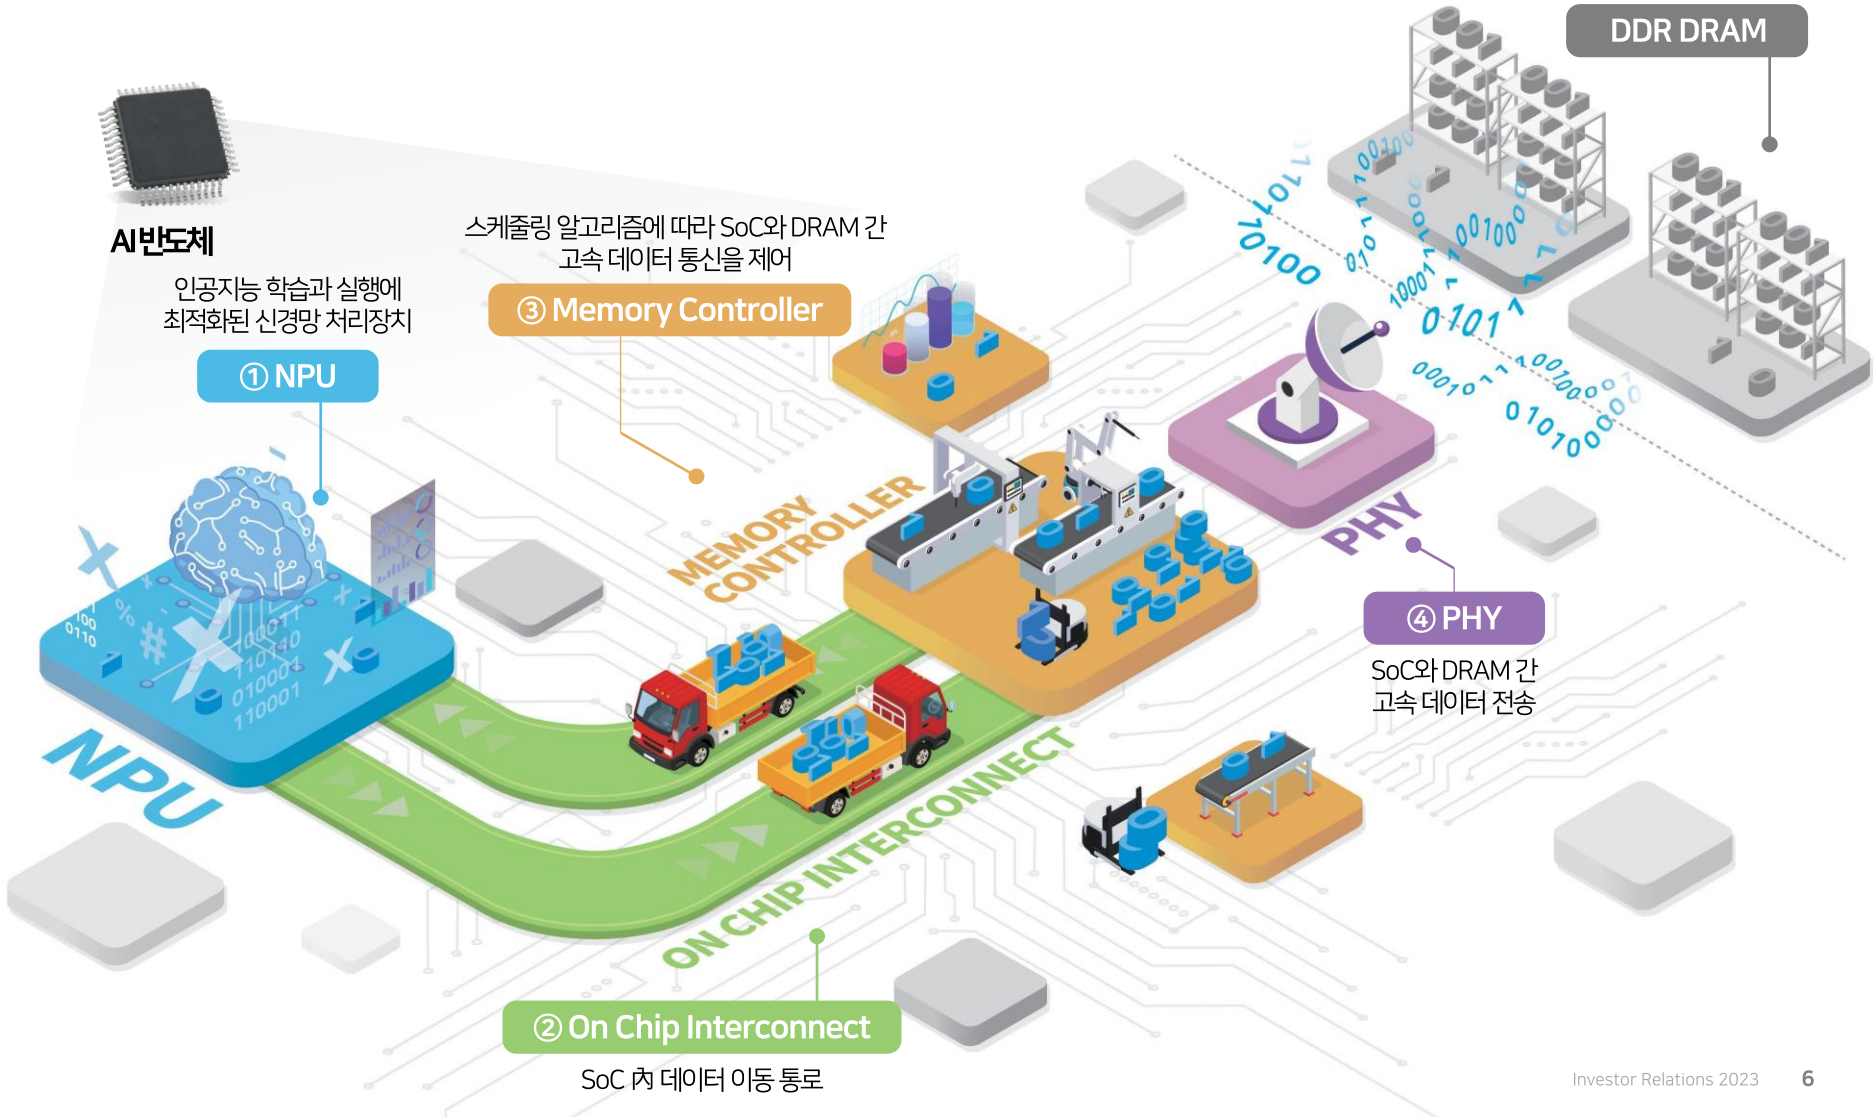 DDR DRAM
AI 반도체
인공지능 학습과 실행에
최적화된 신경망 처리장치
① NPU
스케줄링 알고리즘에 따라 SoC와 DRAM 간
고속 데이터 통신을 제어
③ Memory Controller
MEMORY
CONTROLLER
PHY
④ PHY
SoC와 DRAM 간
고속 데이터 전송
NPU
ON CHIP INTERCONNECT
② On Chip Interconnect
SoC 內 데이터 이동 통로
Investor Relations 2023 6